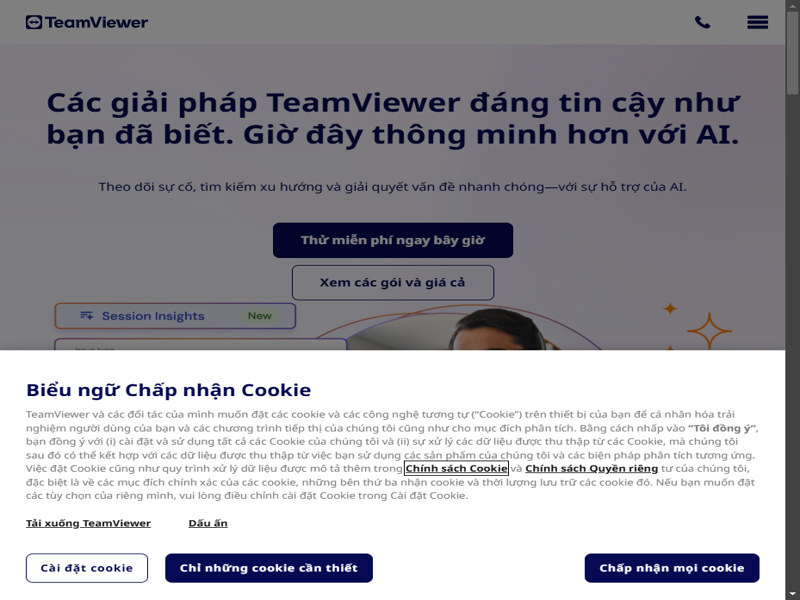 TeamViewer
Các giải pháp TeamViewer đáng tin cậy như
bạn đã biết. Giờ đây thông minh hơn với AI.
Theo dõi sự cố, tìm kiếm xu hướng và giải quyết vấn đề nhanh chóng—với sự hỗ trợ của AI.
Thử miễn phí ngay bây giờ
Xem các gói và giá cả
Session Insights New
Biểu ngữ Chấp nhận Cookie
TeamViewer và các đối tác của mình muốn đặt các cookie và các công nghệ tương tự (“Cookie”) trên thiết bị của bạn để cá nhân hóa trải
nghiệm người dùng của bạn và các chương trình tiếp thị của chúng tôi cũng như cho mục đích phân tích. Bằng cách nhấp vào “Tôi đồng ý”,
bạn đồng ý với (i) cài đặt và sử dụng tất cả các Cookie của chúng tôi và (ii) sự xử lý các dữ liệu được thu thập từ các Cookie, mà chúng tôi
sau đó có thể kết hợp với các dữ liệu được thu thập từ việc bạn sử dụng các sản phẩm của chúng tôi và các biện pháp phân tích tương ứng.
Việc đặt Cookie cũng như quy trình xử lý dữ liệu được mô tả thêm trong Chính sách Cookie và Chính sách Quyền riêng tư của chúng tôi,
đặc biệt là về các mục đích chính xác của các cookie, những bên thứ ba nhận cookie và thời lượng lưu trữ các cookie đó. Nếu bạn muốn đặt
các tùy chọn của riêng mình, vui lòng điều chỉnh cài đặt Cookie trong Cài đặt Cookie.
Tải xuống TeamViewer Dấu ấn
Cài đặt cookie Chỉ những cookie cần thiết Chấp nhận mọi cookie